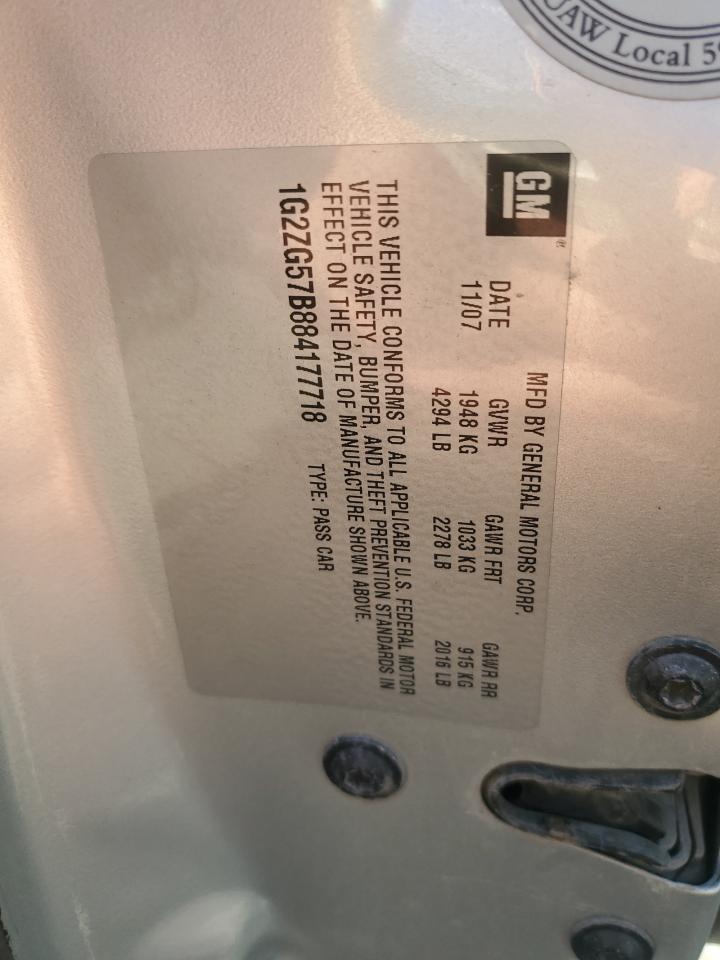 UAW Local 59
GM®
MFD BY GENERAL MOTORS CORP.
DATE GVWR GAWR FRT GAWR RR
11/07 1948 KG 1033 KG 915 KG
4294 LB 2278 LB 2016 LB
THIS VEHICLE CONFORMS TO ALL APPLICABLE U.S. FEDERAL MOTOR
VEHICLE SAFETY, BUMPER, AND THEFT PREVENTION STANDARDS IN
EFFECT ON THE DATE OF MANUFACTURE SHOWN ABOVE.
1G2ZG57B884177718 TYPE: PASS CAR